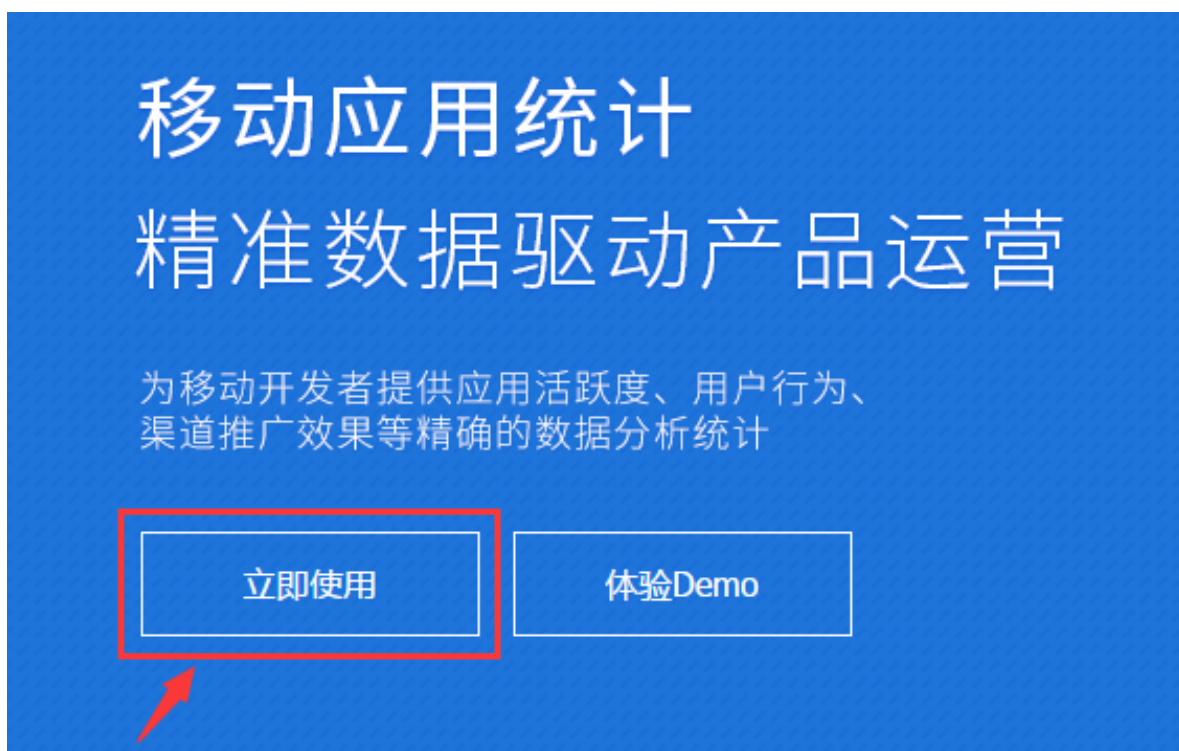 移动应用统计
精准数据驱动产品运营
为移动开发者提供应用活跃度、用户行为、
渠道推广效果等精确的数据分析统计
立即使用
体验Demo